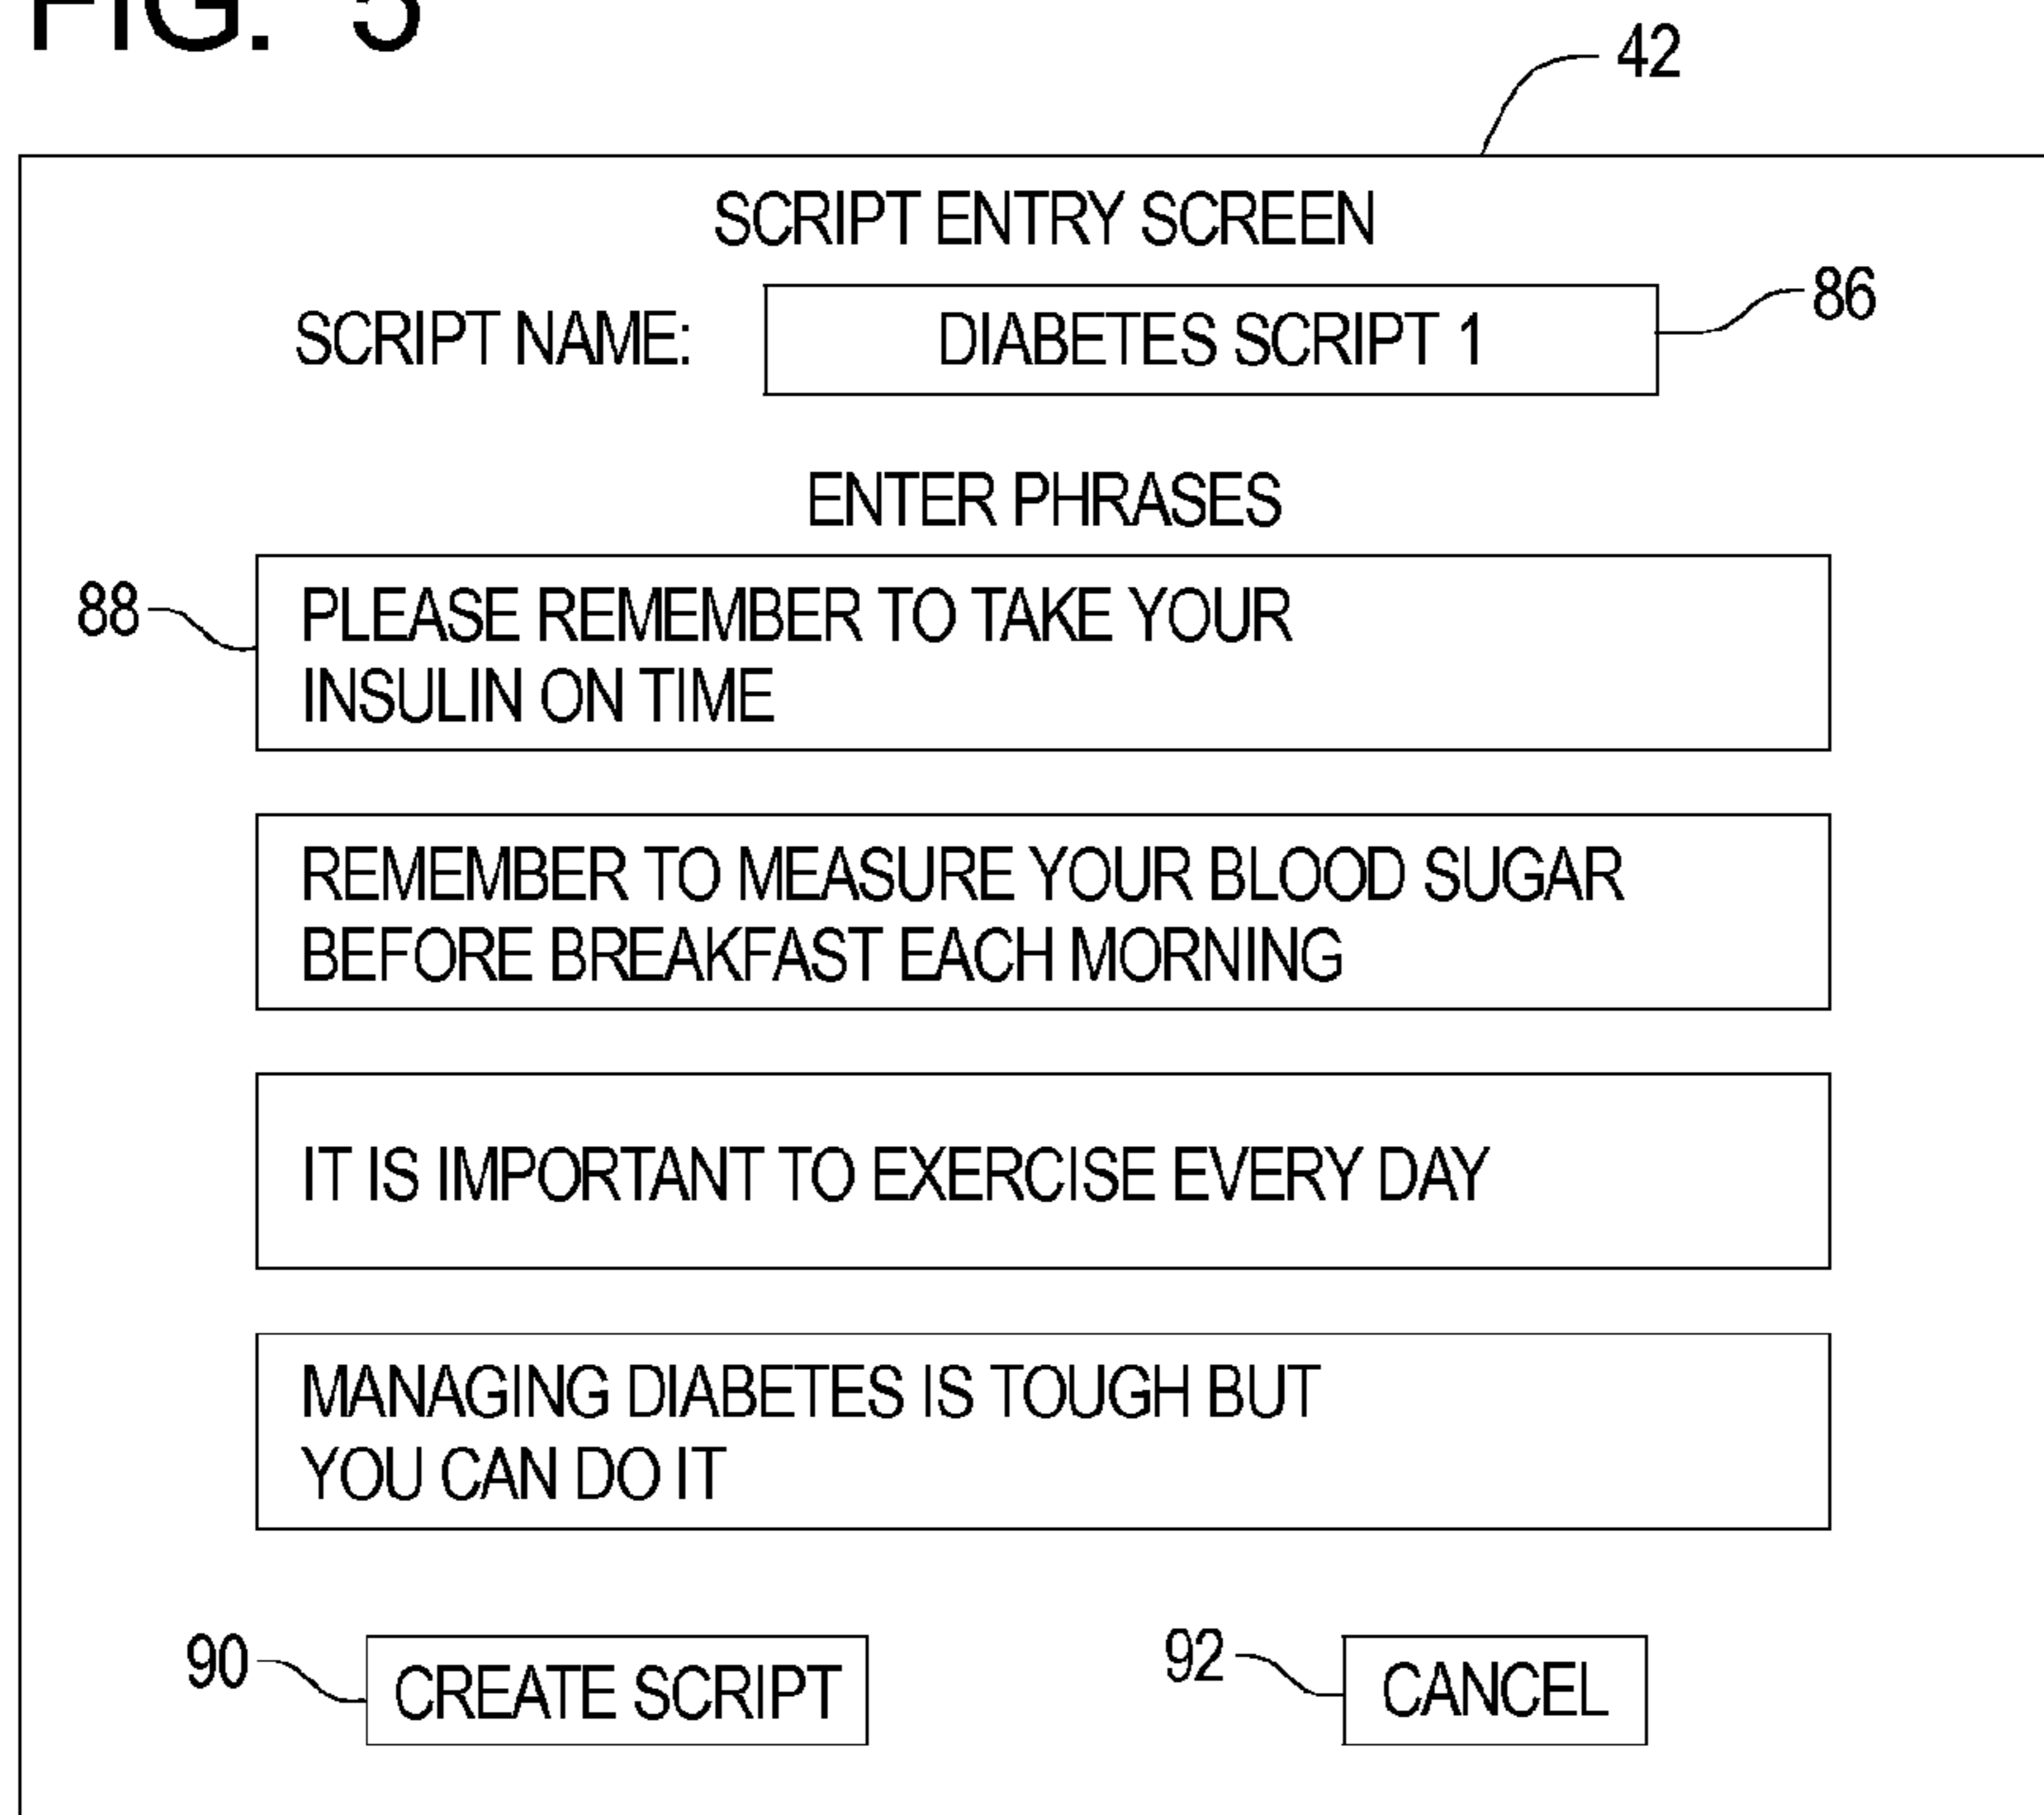 FIG. 5
42
SCRIPT ENTRY SCREEN
SCRIPT NAME: DIABETES SCRIPT 1 86
ENTER PHRASES
88 PLEASE REMEMBER TO TAKE YOUR
INSULIN ON TIME
REMEMBER TO MEASURE YOUR BLOOD SUGAR
BEFORE BREAKFAST EACH MORNING
IT IS IMPORTANT TO EXERCISE EVERY DAY
MANAGING DIABETES IS TOUGH BUT
YOU CAN DO IT
90 CREATE SCRIPT 92 CANCEL